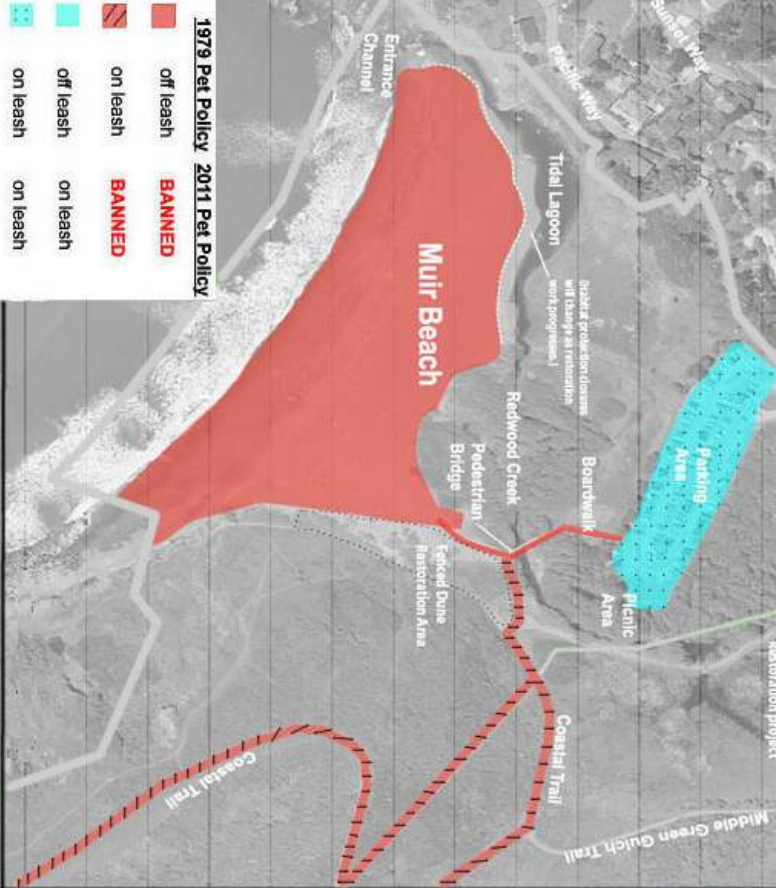 1979 Pet Policy 2011 Pet Policy
off leash BANNED
on leash BANNED
off leash on leash
on leash on leash
Sunset Way
Pacific Way
Entrance
Channel
Tidal Lagoon
(Habitat protection closures
will change as restoration
work progresses.)
Muir Beach
Parking
Area
Redwood Creek
Pedestrian
Bridge
Boardwalk
Picnic
Area
Fenced Dune
Restoration Area
restoration project
Coastal Trail
Coastal Trail
Middle Green Gulch Trail